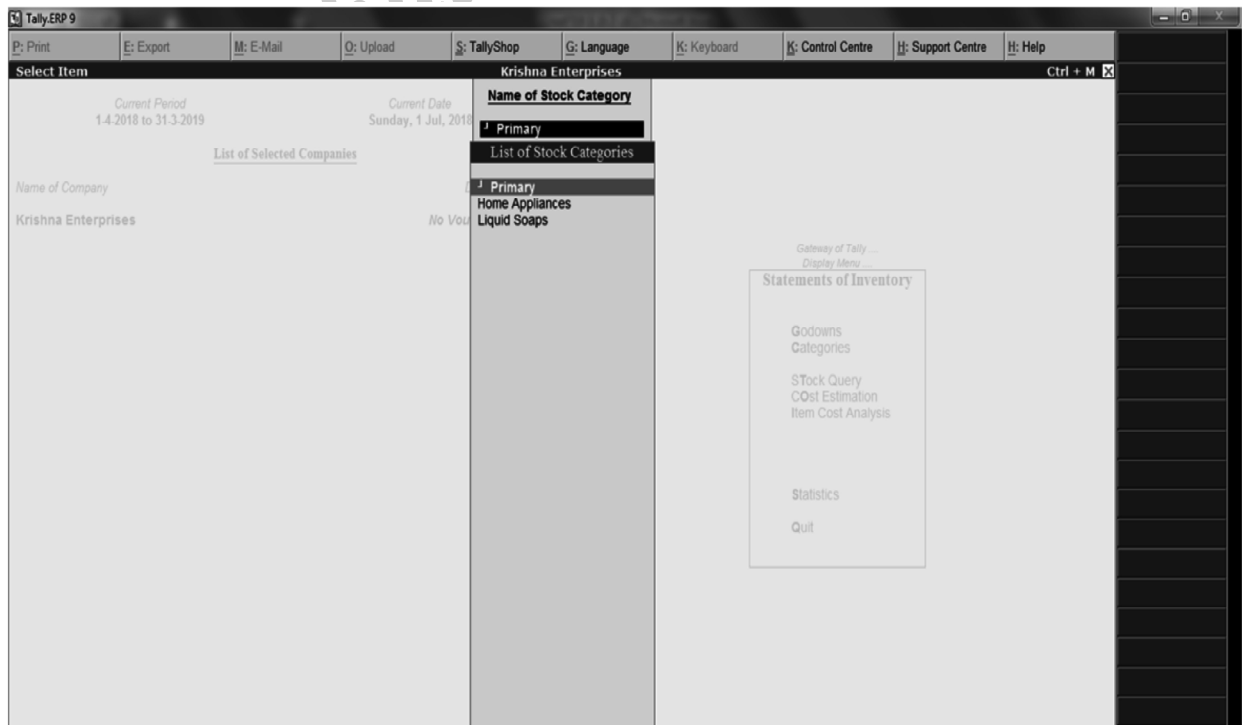 Tally.ERP 9
P: Print E: Export M: E-Mail O: Upload S: TallyShop G: Language K: Keyboard K: Control Centre H: Support Centre H: Help
Select Item Krishna Enterprises Ctrl + M X
Current Period Current Date
1-4-2018 to 31-3-2019 Sunday, 1 Jul, 2018
List of Selected Companies
Name of Company
Krishna Enterprises No Vou
Name of Stock Category
Primary
List of Stock Categories
Primary
Home Appliances
Liquid Soaps
Gateway of Tally ...
Display Menu ...
Statements of Inventory
Godowns
Categories
STock Query
COst Estimation
Item Cost Analysis
Statistics
Quit